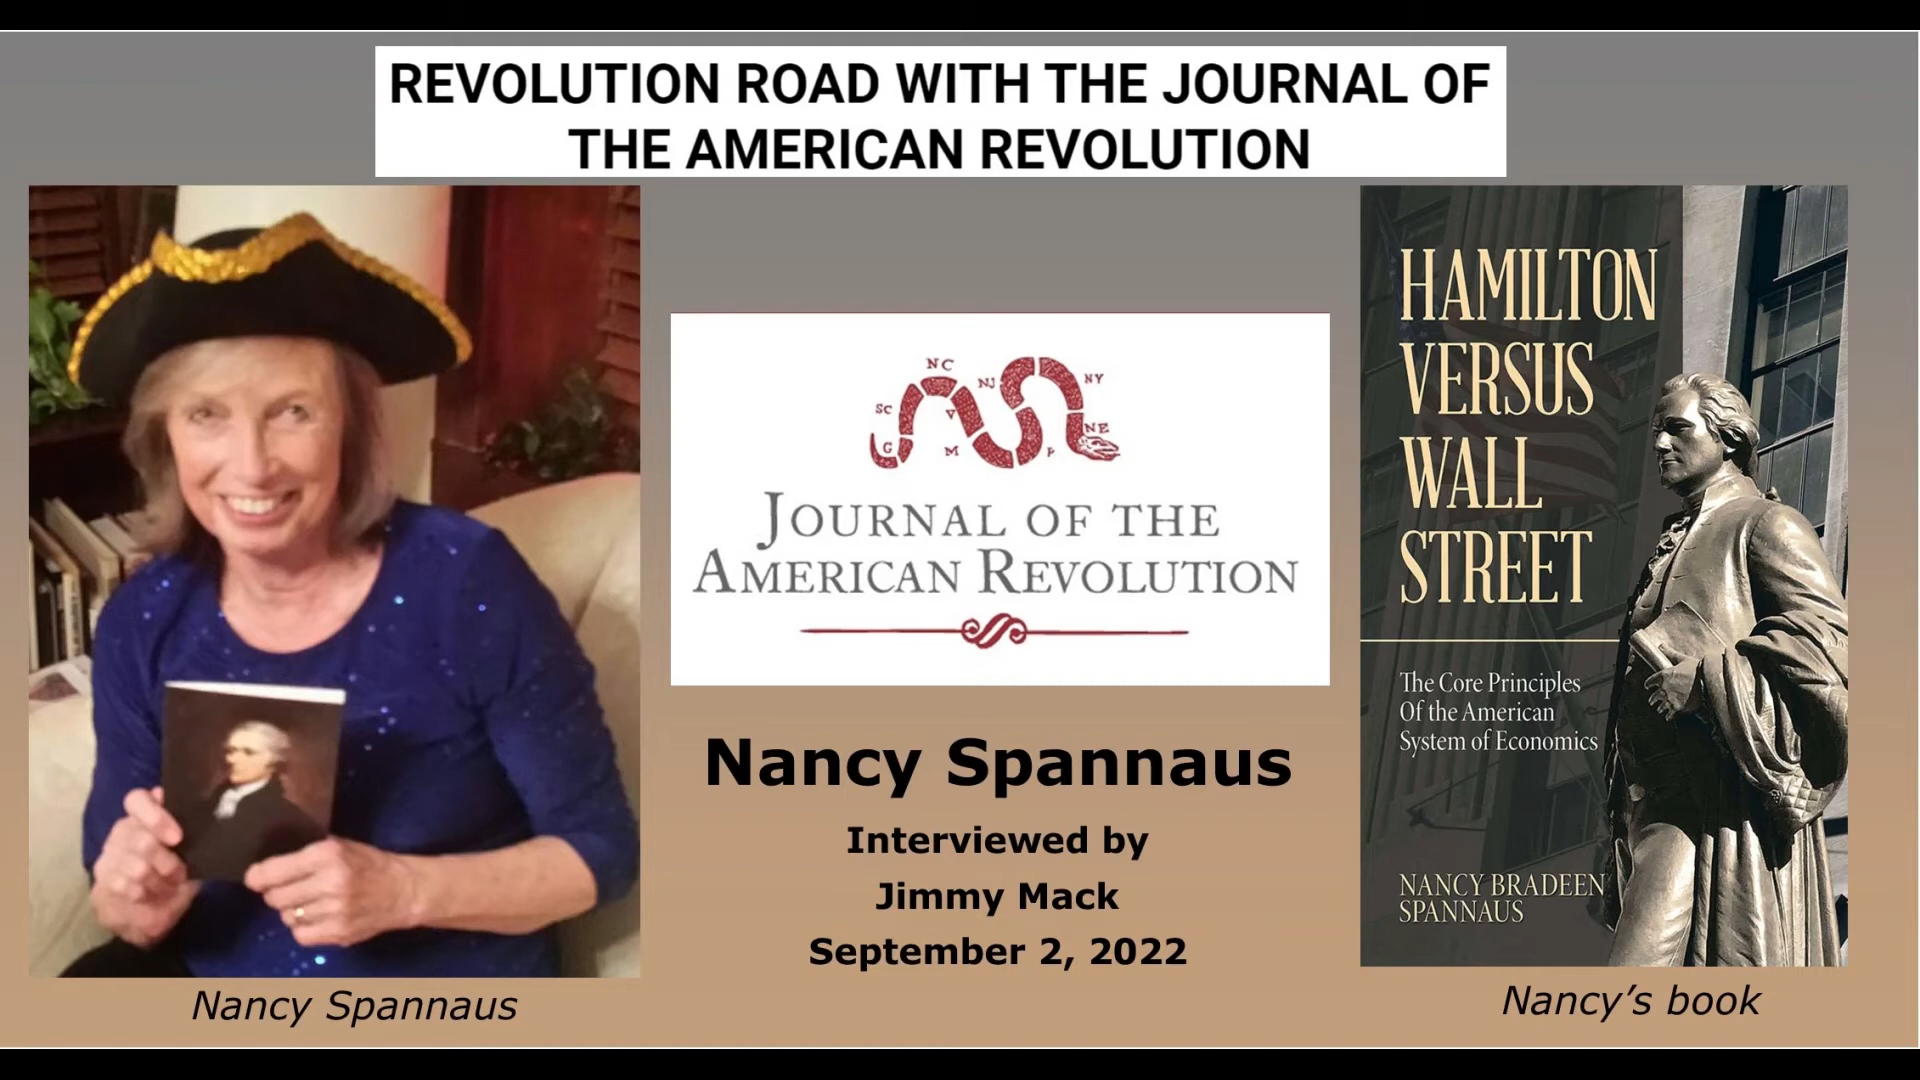 REVOLUTION ROAD WITH THE JOURNAL OF
THE AMERICAN REVOLUTION
NC
NJ
NY
SC
V
NE
G
M
P
JOURNAL OF THE
AMERICAN REVOLUTION
Nancy Spannaus
Interviewed by
Jimmy Mack
September 2, 2022
Nancy Spannaus
HAMILTON
VERSUS
WALL
STREET
The Core Principles
Of the American
System of Economics
NANCY BRADEEN
SPANNAUS
Nancy’s book